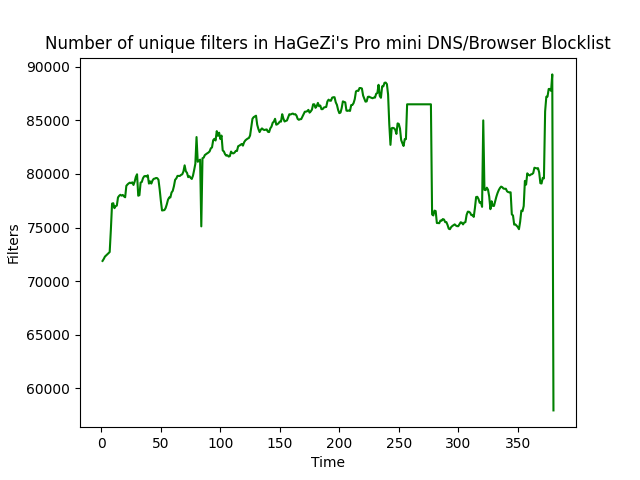 Number of unique filters in HaGeZi's Pro mini DNS/Browser Blocklist
90000
85000
80000
75000
70000
65000
60000
Filters
0 50 100 150 200 250 300 350
Time